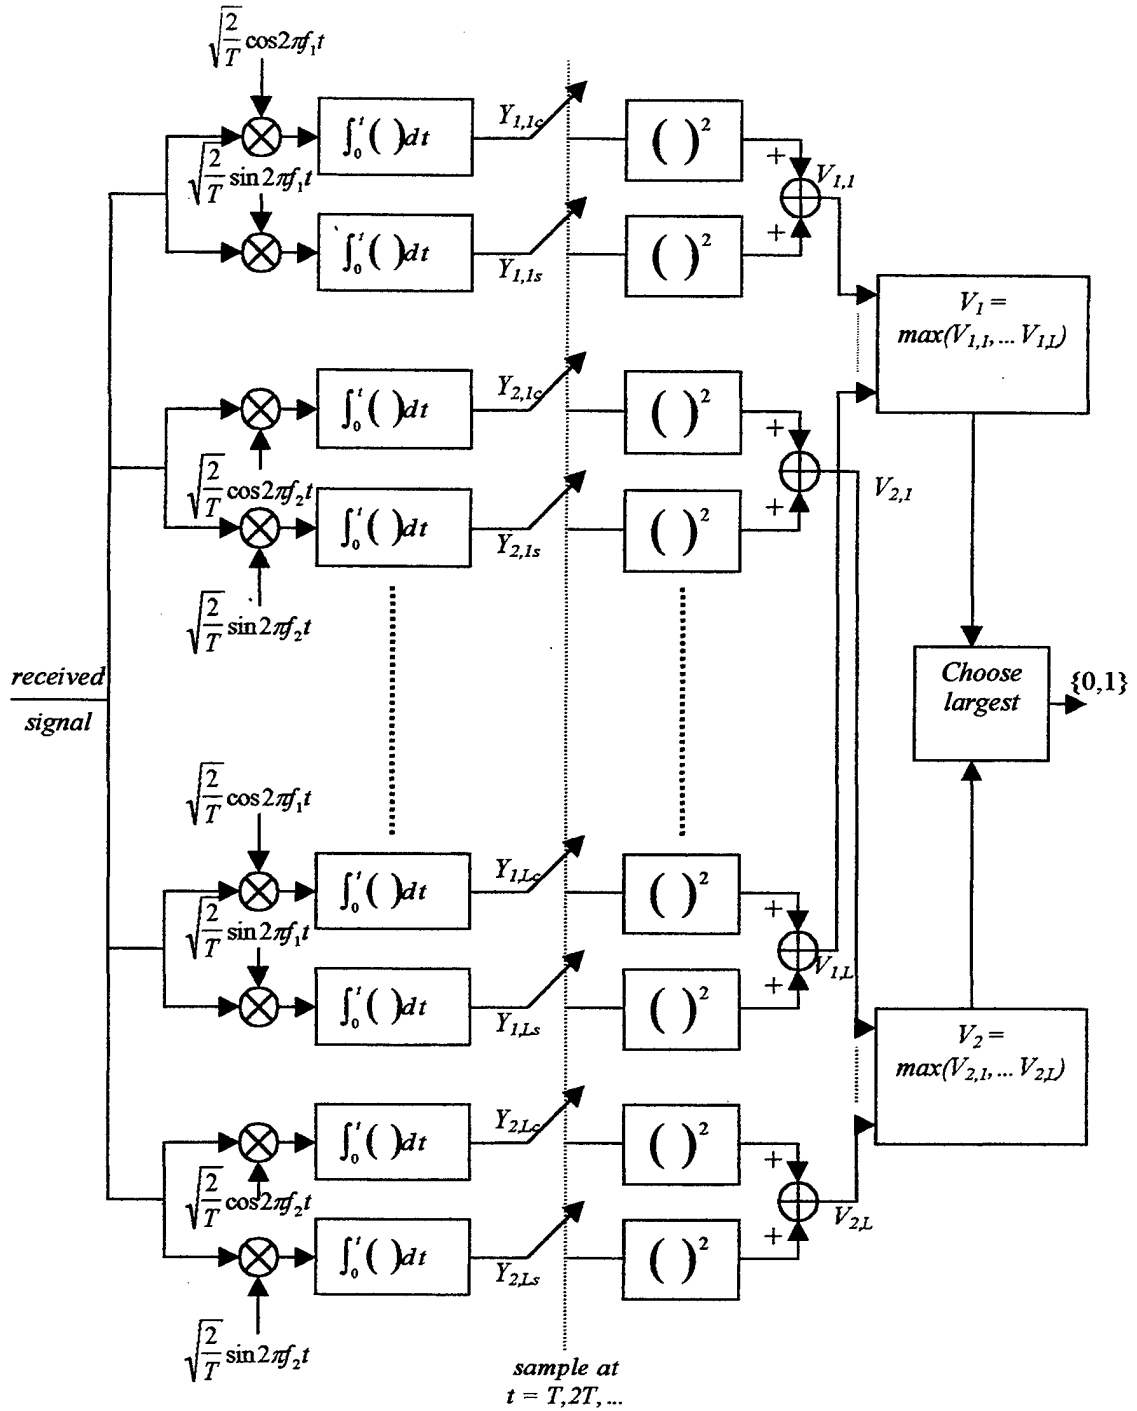 √(2/T) cos2πf₁t
∫₀ᵗ( )dt
Y₁,₁c
( )²
+
V₁,₁
√(2/T) sin2πf₁t
+
∫₀ᵗ( )dt
Y₁,₁s
( )²
V₁ =
max(V₁,₁, ... V₁,L)
∫₀ᵗ( )dt
Y₂,₁c
( )²
+
√(2/T) cos2πf₂t
V₂,₁
+
∫₀ᵗ( )dt
Y₂,₁s
( )²
√(2/T) sin2πf₂t
received
signal
Choose
largest
{0,1}
√(2/T) cos2πf₁t
∫₀ᵗ( )dt
Y₁,Lc
( )²
+
√(2/T) sin2πf₁t
V₁,L
+
∫₀ᵗ( )dt
Y₁,Ls
( )²
V₂ =
max(V₂,₁, ... V₂,L)
∫₀ᵗ( )dt
Y₂,Lc
( )²
+
√(2/T) cos2πf₂t
V₂,L
+
∫₀ᵗ( )dt
Y₂,Ls
( )²
√(2/T) sin2πf₂t
sample at
t = T,2T, ...